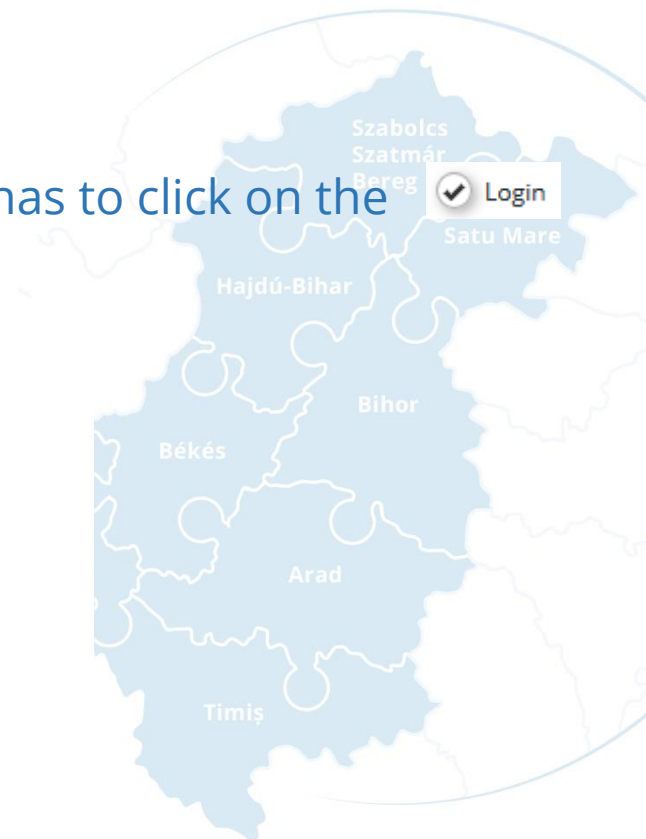 Szabolcs
Szatmár
Bereg
has to click on the Login
Satu Mare
Hajdú-Bihar
Bihor
Békés
Arad
Timiș